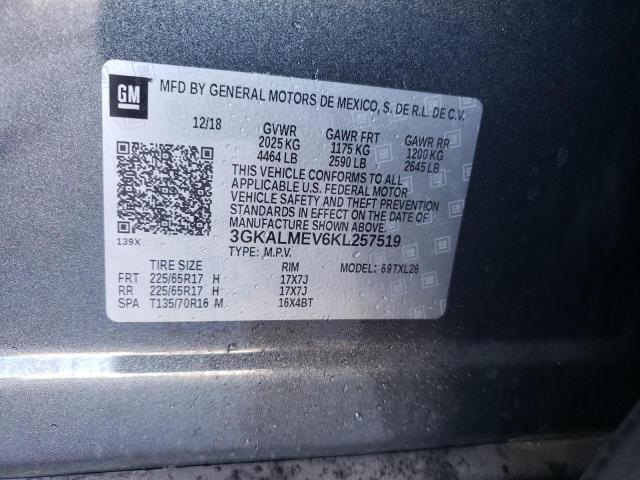 GM
MFD BY GENERAL MOTORS DE MEXICO, S. DE R.L. DE C.V.
12/18 GVWR GAWR FRT GAWR RR
2025 KG 1175 KG 1200 KG
4464 LB 2590 LB 2645 LB
THIS VEHICLE CONFORMS TO ALL
APPLICABLE U.S. FEDERAL MOTOR
VEHICLE SAFETY AND THEFT PREVENTION
STANDARDS IN EFFECT ON THE DATE OF
MANUFACTURE SHOWN ABOVE.
139X 3GKALMEV6KL257519
TYPE: M.P.V.
TIRE SIZE RIM MODEL: 69TXL26
FRT 225/65R17 H 17X7J
RR 225/65R17 H 17X7J
SPA T135/70R16 M 16X4BT